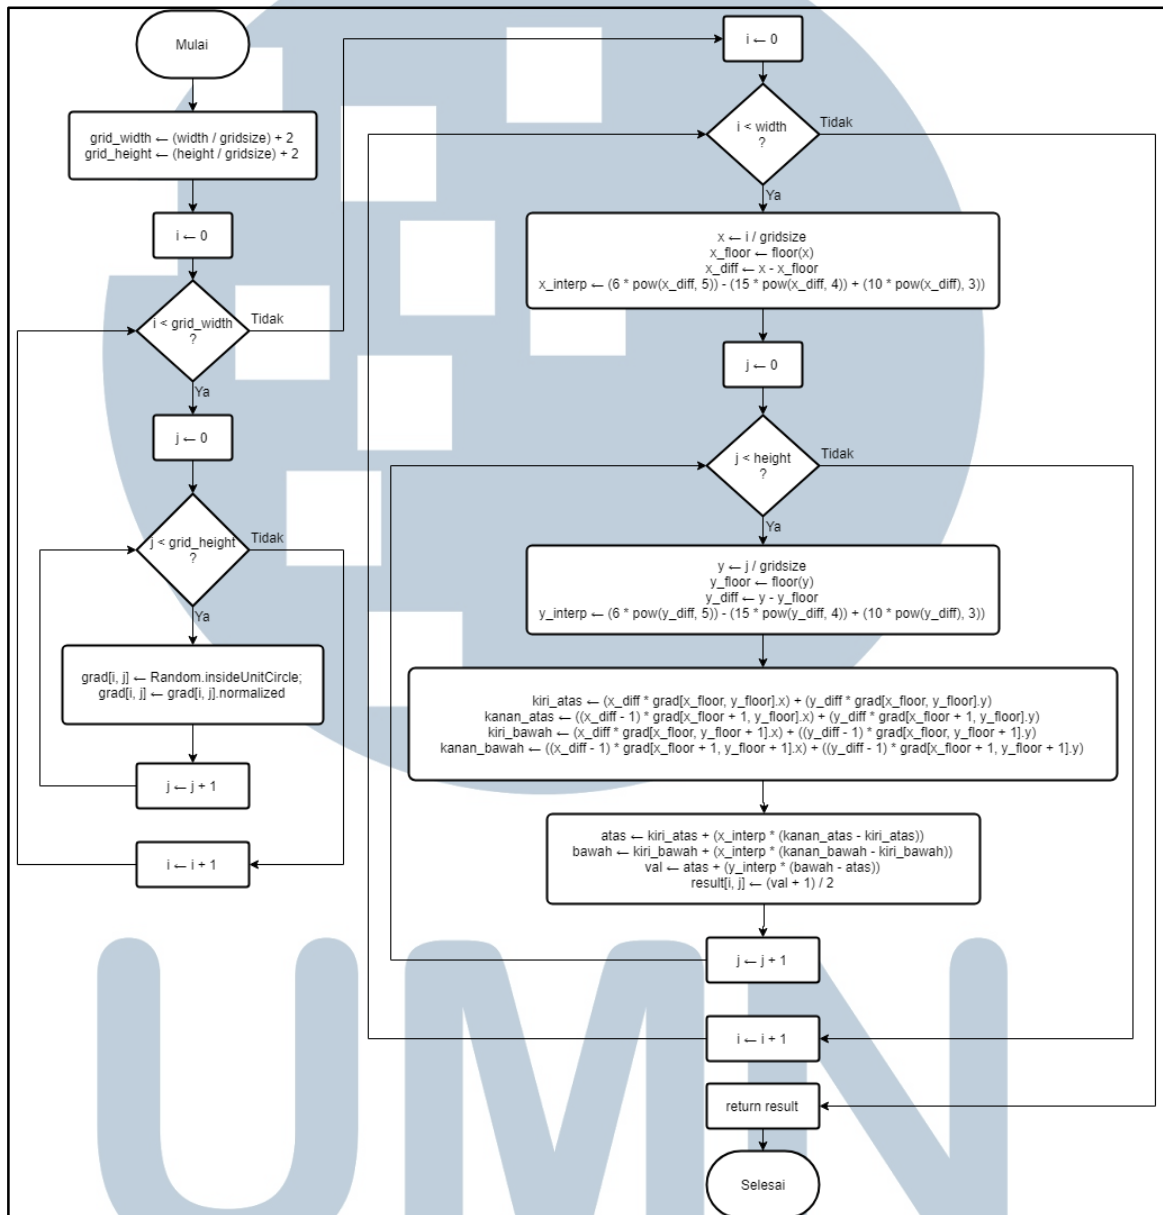 Mulai
grid_width ← (width / gridsize) + 2
grid_height ← (height / gridsize) + 2
i ← 0
i < grid_width
?
Tidak
Ya
j ← 0
j < grid_height
?
Tidak
Ya
grad[i, j] ← Random.insideUnitCircle;
grad[i, j] ← grad[i, j].normalized
j ← j + 1
i ← i + 1
i ← 0
i < width
?
Tidak
Ya
x ← i / gridsize
x_floor ← floor(x)
x_diff ← x - x_floor
x_interp ← (6 * pow(x_diff, 5)) - (15 * pow(x_diff, 4)) + (10 * pow(x_diff), 3))
j ← 0
j < height
?
Tidak
Ya
y ← j / gridsize
y_floor ← floor(y)
y_diff ← y - y_floor
y_interp ← (6 * pow(y_diff, 5)) - (15 * pow(y_diff, 4)) + (10 * pow(y_diff), 3))
kiri_atas ← (x_diff * grad[x_floor, y_floor].x) + (y_diff * grad[x_floor, y_floor].y)
kanan_atas ← ((x_diff - 1) * grad[x_floor + 1, y_floor].x) + (y_diff * grad[x_floor + 1, y_floor].y)
kiri_bawah ← (x_diff * grad[x_floor, y_floor + 1].x) + ((y_diff - 1) * grad[x_floor, y_floor + 1].y)
kanan_bawah ← ((x_diff - 1) * grad[x_floor + 1, y_floor + 1].x) + ((y_diff - 1) * grad[x_floor + 1, y_floor + 1].y)
atas ← kiri_atas + (x_interp * (kanan_atas - kiri_atas))
bawah ← kiri_bawah + (x_interp * (kanan_bawah - kiri_bawah))
val ← atas + (y_interp * (bawah - atas))
result[i, j] ← (val + 1) / 2
j ← j + 1
i ← i + 1
return result
Selesai
UMN